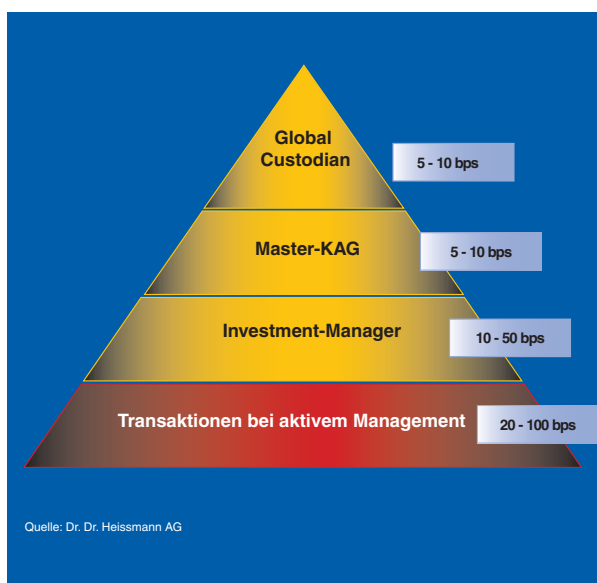 Global
Custodian
5 - 10 bps
Master-KAG
5 - 10 bps
Investment-Manager
10 - 50 bps
Transaktionen bei aktivem Management
20 - 100 bps
Quelle: Dr. Dr. Heissmann AG